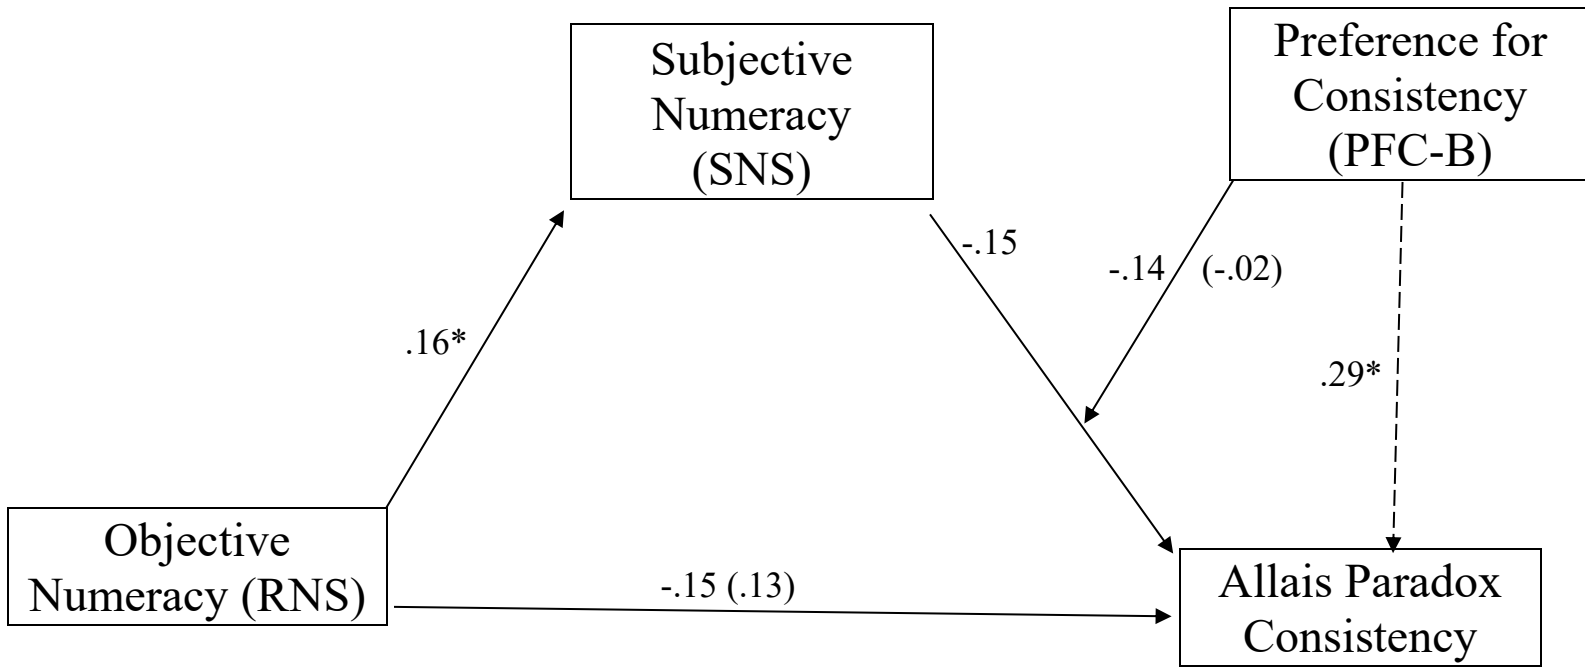 Subjective
Numeracy
(SNS)
Preference for
Consistency
(PFC-B)
-.15
-.14 (-.02)
.16*
.29*
Objective
Numeracy (RNS)
-.15 (.13)
Allais Paradox
Consistency